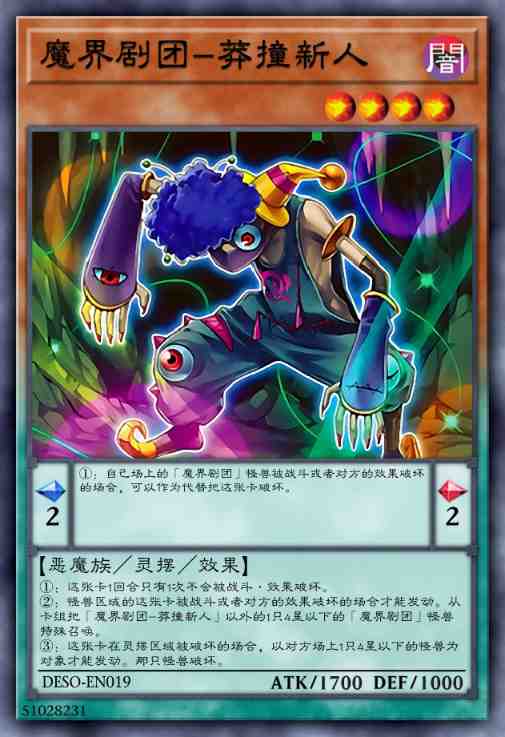 魔界剧团-莽撞新人
闇
①：自己场上的「魔界剧团」怪兽被战斗或者对方的效果破坏
的场合，可以作为代替把这张卡破坏。
2
2
【恶魔族／灵摆／效果】
①：这张卡1回合只有1次不会被战斗·效果破坏。
②：怪兽区域的这张卡被战斗或者对方的效果破坏的场合才能发动。从
卡组把「魔界剧团-莽撞新人」以外的1只4星以下的「魔界剧团」怪兽
特殊召唤。
③：这张卡在灵摆区域被破坏的场合，以对方场上1只4星以下的怪兽为
对象才能发动。那只怪兽破坏。
DESO-EN019 ATK/1700 DEF/1000
51028231